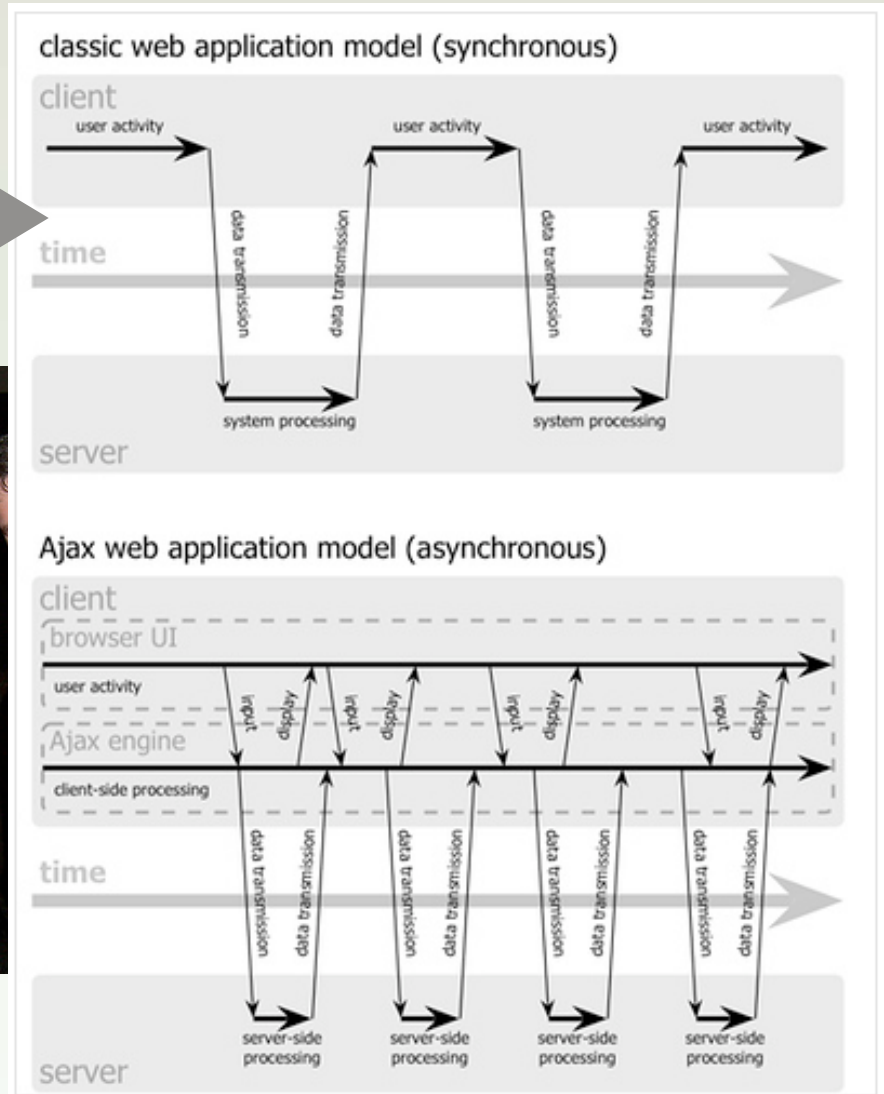 classic web application model (synchronous)
client
user activity
user activity
user activity
data transmission
data transmission
data transmission
data transmission
time
system processing
system processing
server
Ajax web application model (asynchronous)
client
browser UI
user activity
input
display
input
display
input
display
input
display
Ajax engine
client-side processing
data transmission
data transmission
data transmission
data transmission
data transmission
data transmission
data transmission
data transmission
time
server-side
processing
server-side
processing
server-side
processing
server-side
processing
server